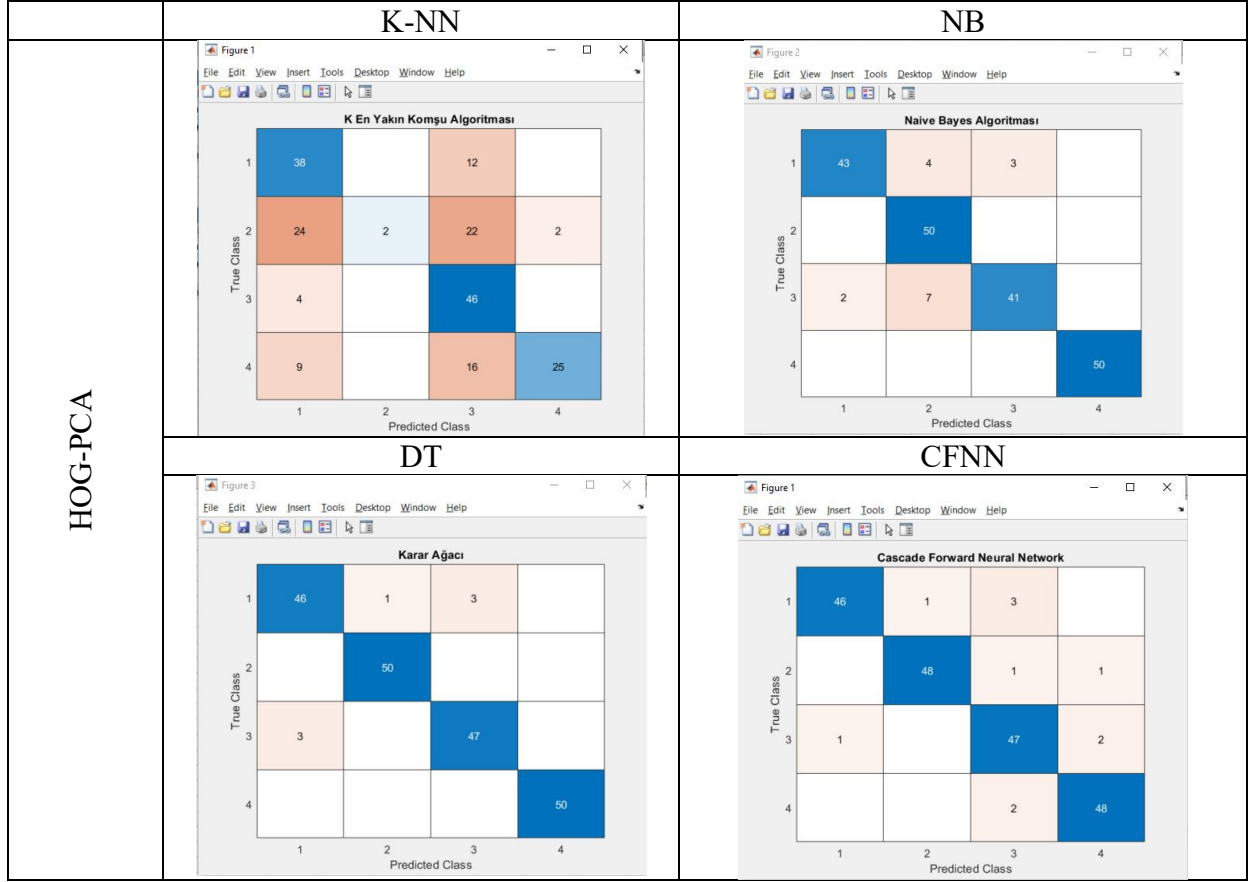 K-NN NB
HOG-PCA
Figure 1
File Edit View Insert Tools Desktop Window Help
K En Yakın Komşu Algoritması
True Class
1 38 12
2 24 2 22 2
3 4 46
4 9 16 25
1 2 3 4
Predicted Class
Figure 2
File Edit View Insert Tools Desktop Window Help
Naive Bayes Algoritması
True Class
1 43 4 3
2 50
3 2 7 41
4 50
1 2 3 4
Predicted Class
DT CFNN
Figure 3
File Edit View Insert Tools Desktop Window Help
Karar Ağacı
True Class
1 46 1 3
2 50
3 3 47
4 50
1 2 3 4
Predicted Class
Figure 1
File Edit View Insert Tools Desktop Window Help
Cascade Forward Neural Network
True Class
1 46 1 3
2 48 1 1
3 1 47 2
4 2 48
1 2 3 4
Predicted Class